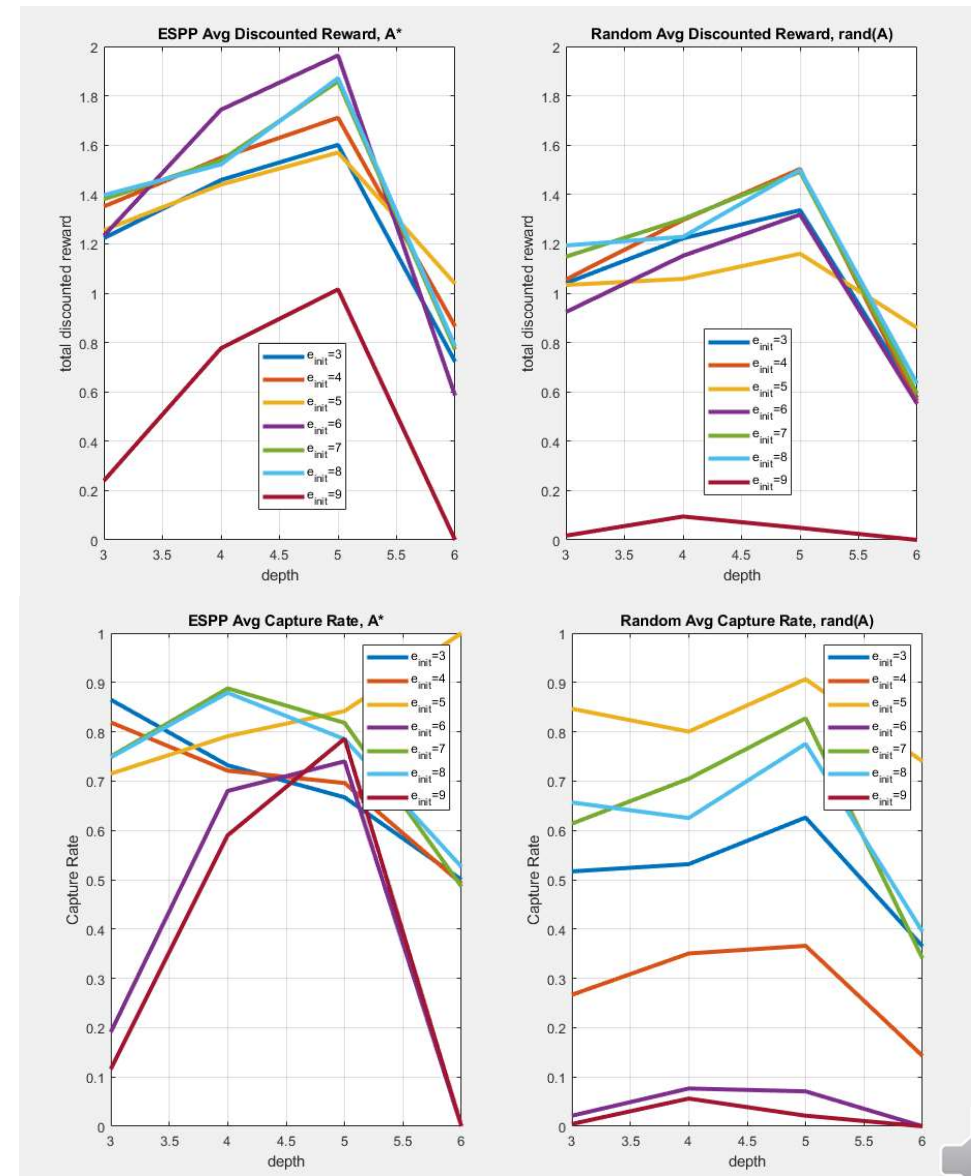 ESPP Avg Discounted Reward, A*
total discounted reward
2
1.8
1.6
1.4
1.2
1
0.8
0.6
0.4
0.2
0
3
3.5
4
4.5
5
5.5
6
depth
e_init=3
e_init=4
e_init=5
e_init=6
e_init=7
e_init=8
e_init=9
Random Avg Discounted Reward, rand(A)
total discounted reward
2
1.8
1.6
1.4
1.2
1
0.8
0.6
0.4
0.2
0
3
3.5
4
4.5
5
5.5
6
depth
e_init=3
e_init=4
e_init=5
e_init=6
e_init=7
e_init=8
e_init=9
ESPP Avg Capture Rate, A*
Capture Rate
1
0.9
0.8
0.7
0.6
0.5
0.4
0.3
0.2
0.1
0
3
3.5
4
4.5
5
5.5
6
depth
e_init=3
e_init=4
e_init=5
e_init=6
e_init=7
e_init=8
e_init=9
Random Avg Capture Rate, rand(A)
Capture Rate
1
0.9
0.8
0.7
0.6
0.5
0.4
0.3
0.2
0.1
0
3
3.5
4
4.5
5
5.5
6
depth
e_init=3
e_init=4
e_init=5
e_init=6
e_init=7
e_init=8
e_init=9